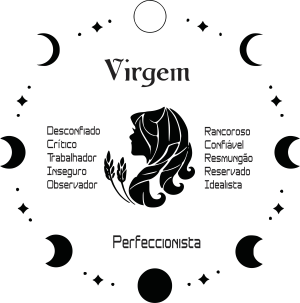 Virgem
Desconfiado
Crítico
Trabalhador
Inseguro
Observador
Rancoroso
Confiável
Resmungão
Reservado
Idealista
Perfeccionista